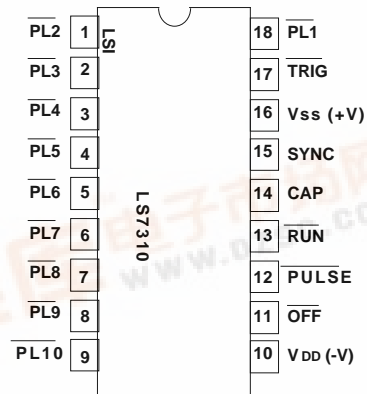 PL2 1 18 PL1
PL3 2 17 TRIG
PL4 3 16 Vss (+V)
PL5 4 15 SYNC
PL6 5 14 CAP
PL7 6 13 RUN
PL8 7 12 PULSE
PL9 8 11 OFF
PL10 9 10 VDD (-V)
LSI
LS7310